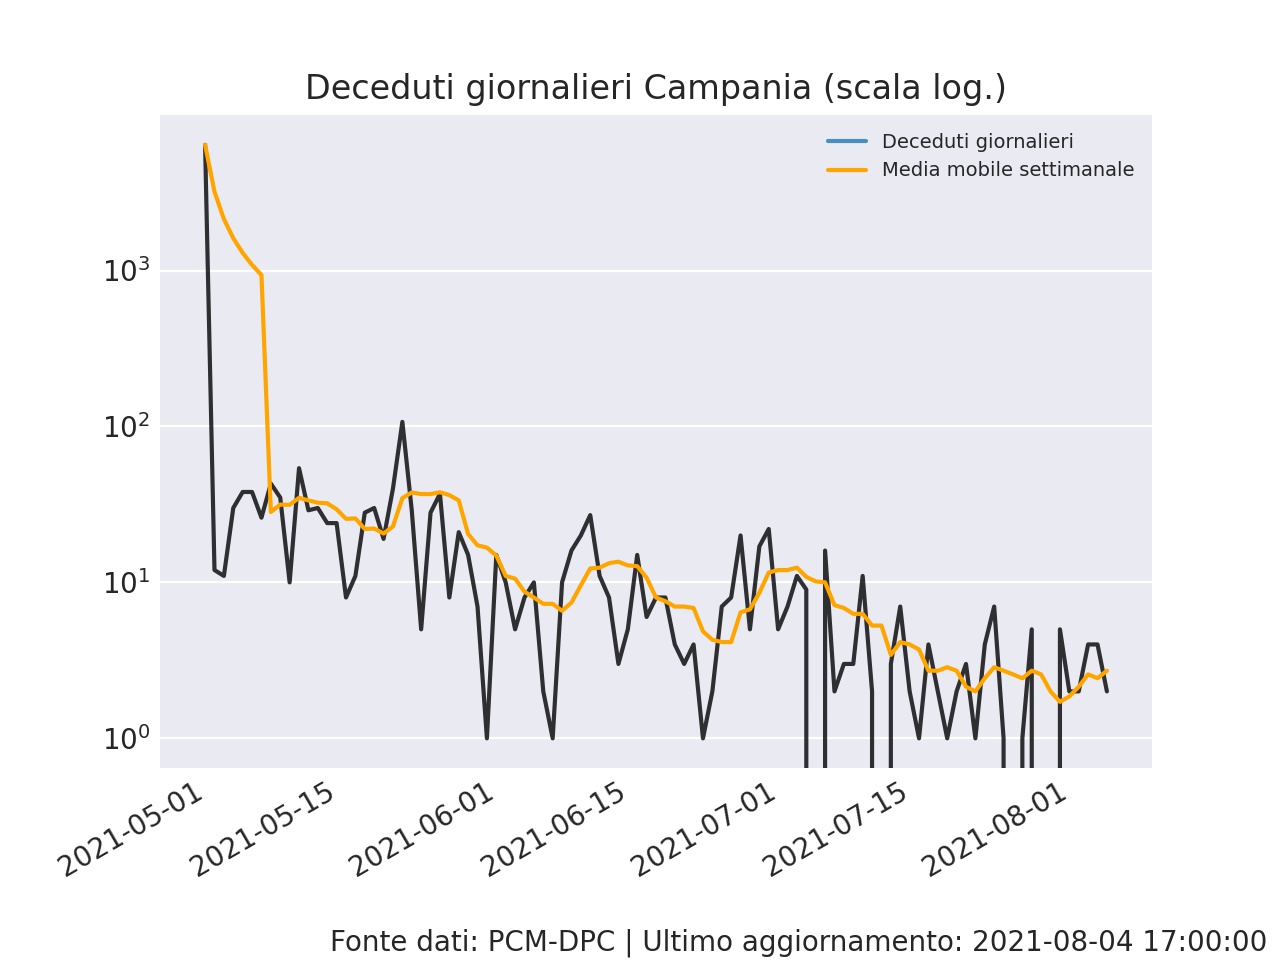 Deceduti giornalieri Campania (scala log.)
Deceduti giornalieri
Media mobile settimanale
10³
10²
10¹
10⁰
2021-05-01
2021-05-15
2021-06-01
2021-06-15
2021-07-01
2021-07-15
2021-08-01
Fonte dati: PCM-DPC | Ultimo aggiornamento: 2021-08-04 17:00:00